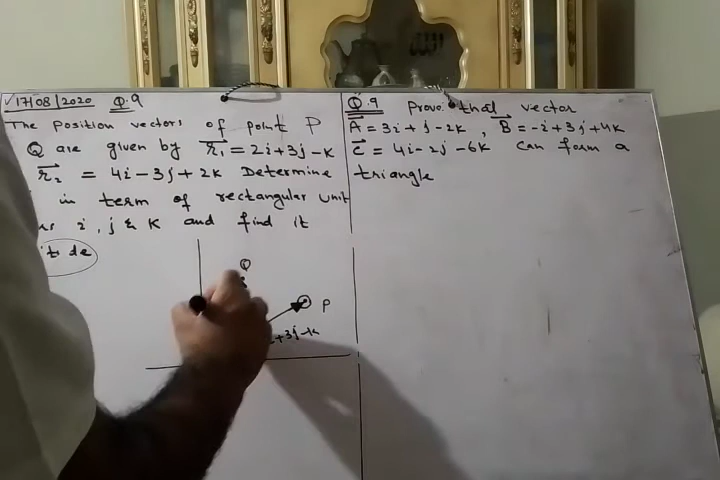 ✓17/08/2020 Q.9
The Position vectors of point P
Q are given by r₁ = 2i+3j-k
r₂ = 4i-3j+2k Determine
in term of rectangular unit
i, j & k and find it
Q
P
+3j-k
Q.9 Prove that vector
A = 3i+j-2k, B = -i+3j+4k
C = 4i-2j-6k can form a
triangle